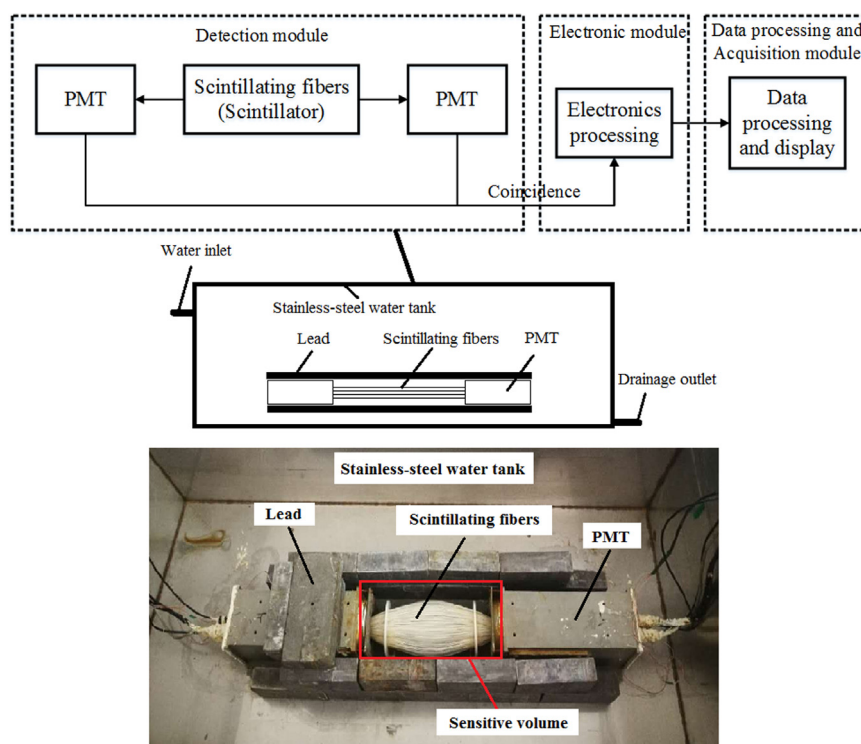 Detection module
Electronic module
Data processing and
Acquisition module
PMT
Scintillating fibers
(Scintillator)
PMT
Electronics
processing
Data
processing
and display
Coincidence
Water inlet
Stainless-steel water tank
Lead
Scintillating fibers
PMT
Drainage outlet
Stainless-steel water tank
Lead
Scintillating fibers
PMT
Sensitive volume